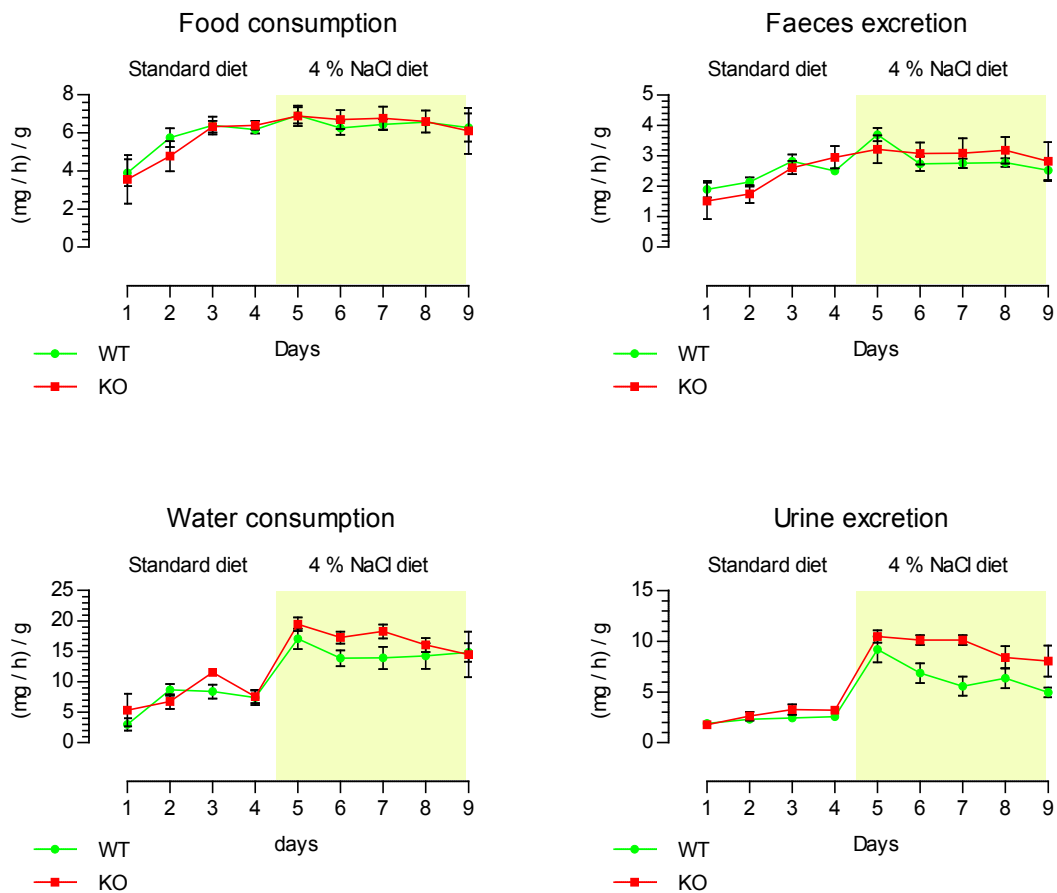 Food consumption
Standard diet 4 % NaCl diet
8
6
4
2
0
(mg / h) / g
1 2 3 4 5 6 7 8 9
Days
WT
KO
Faeces excretion
Standard diet 4 % NaCl diet
5
4
3
2
1
0
(mg / h) / g
1 2 3 4 5 6 7 8 9
Days
WT
KO
Water consumption
Standard diet 4 % NaCl diet
25
20
15
10
5
0
(mg / h) / g
1 2 3 4 5 6 7 8 9
days
WT
KO
Urine excretion
Standard diet 4 % NaCl diet
15
10
5
0
(mg / h) / g
1 2 3 4 5 6 7 8 9
Days
WT
KO